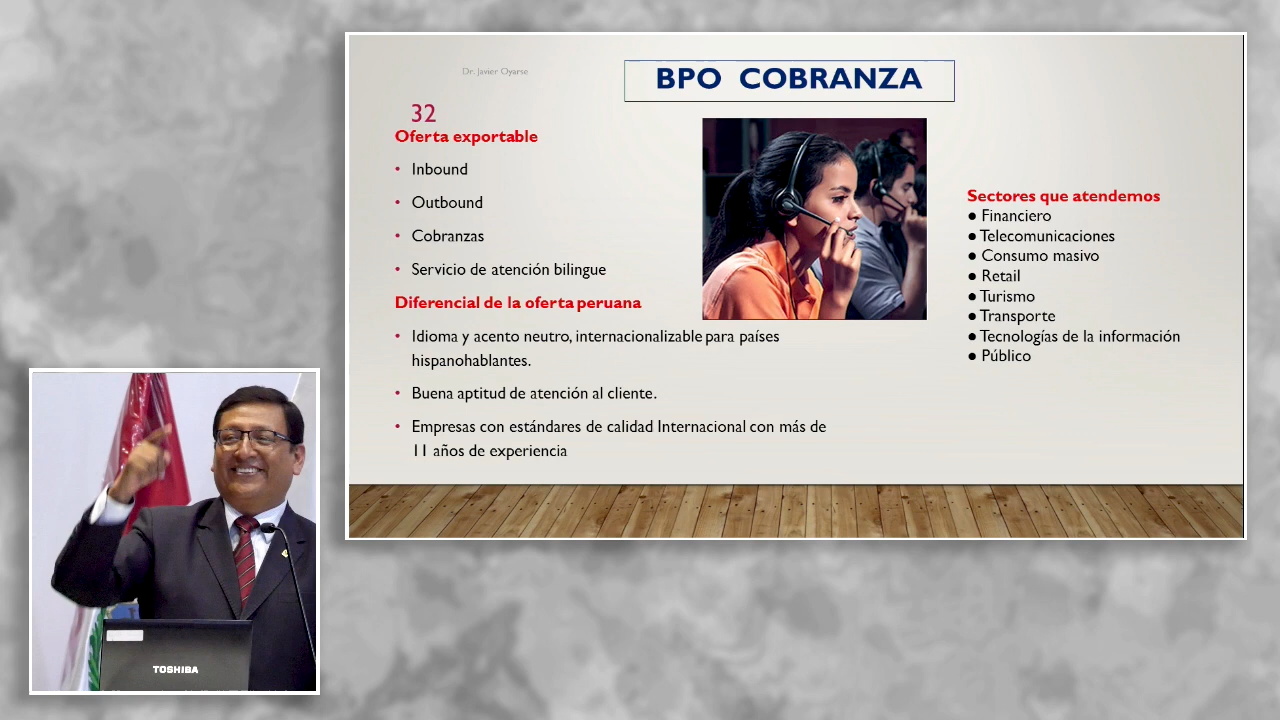 Dr. Javier Oyarse
BPO COBRANZA
32
Oferta exportable
• Inbound
• Outbound
• Cobranzas
• Servicio de atención bilingue
Diferencial de la oferta peruana
• Idioma y acento neutro, internacionalizable para países
hispanohablantes.
• Buena aptitud de atención al cliente.
• Empresas con estándares de calidad Internacional con más de
11 años de experiencia
Sectores que atendemos
● Financiero
● Telecomunicaciones
● Consumo masivo
● Retail
● Turismo
● Transporte
● Tecnologías de la información
● Público
TOSHIBA